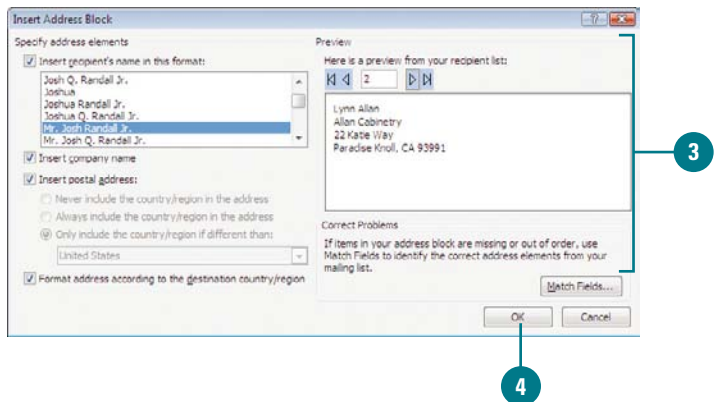 Insert Address Block
Specify address elements
Insert recipient's name in this format:
Josh Q. Randall Jr.
Joshua
Joshua Randall Jr.
Joshua Q. Randall Jr.
Mr. Josh Randall Jr.
Mr. Josh Q. Randall Jr.
Insert company name
Insert postal address:
Never include the country/region in the address
Always include the country/region in the address
Only include the country/region if different than:
United States
Format address according to the destination country/region
Preview
Here is a preview from your recipient list:
2
Lynn Allan
Allan Cabinetry
22 Katie Way
Paradise Knoll, CA 93991
Correct Problems
If items in your address block are missing or out of order, use
Match Fields to identify the correct address elements from your
mailing list.
Match Fields...
OK
Cancel
3
4